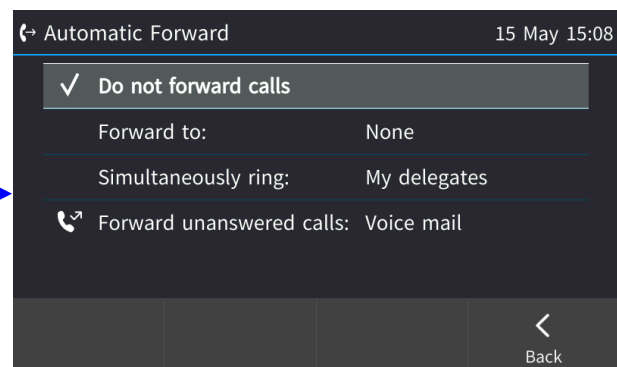 Automatic Forward 15 May 15:08
Do not forward calls
Forward to: None
Simultaneously ring: My delegates
Forward unanswered calls: Voice mail
Back